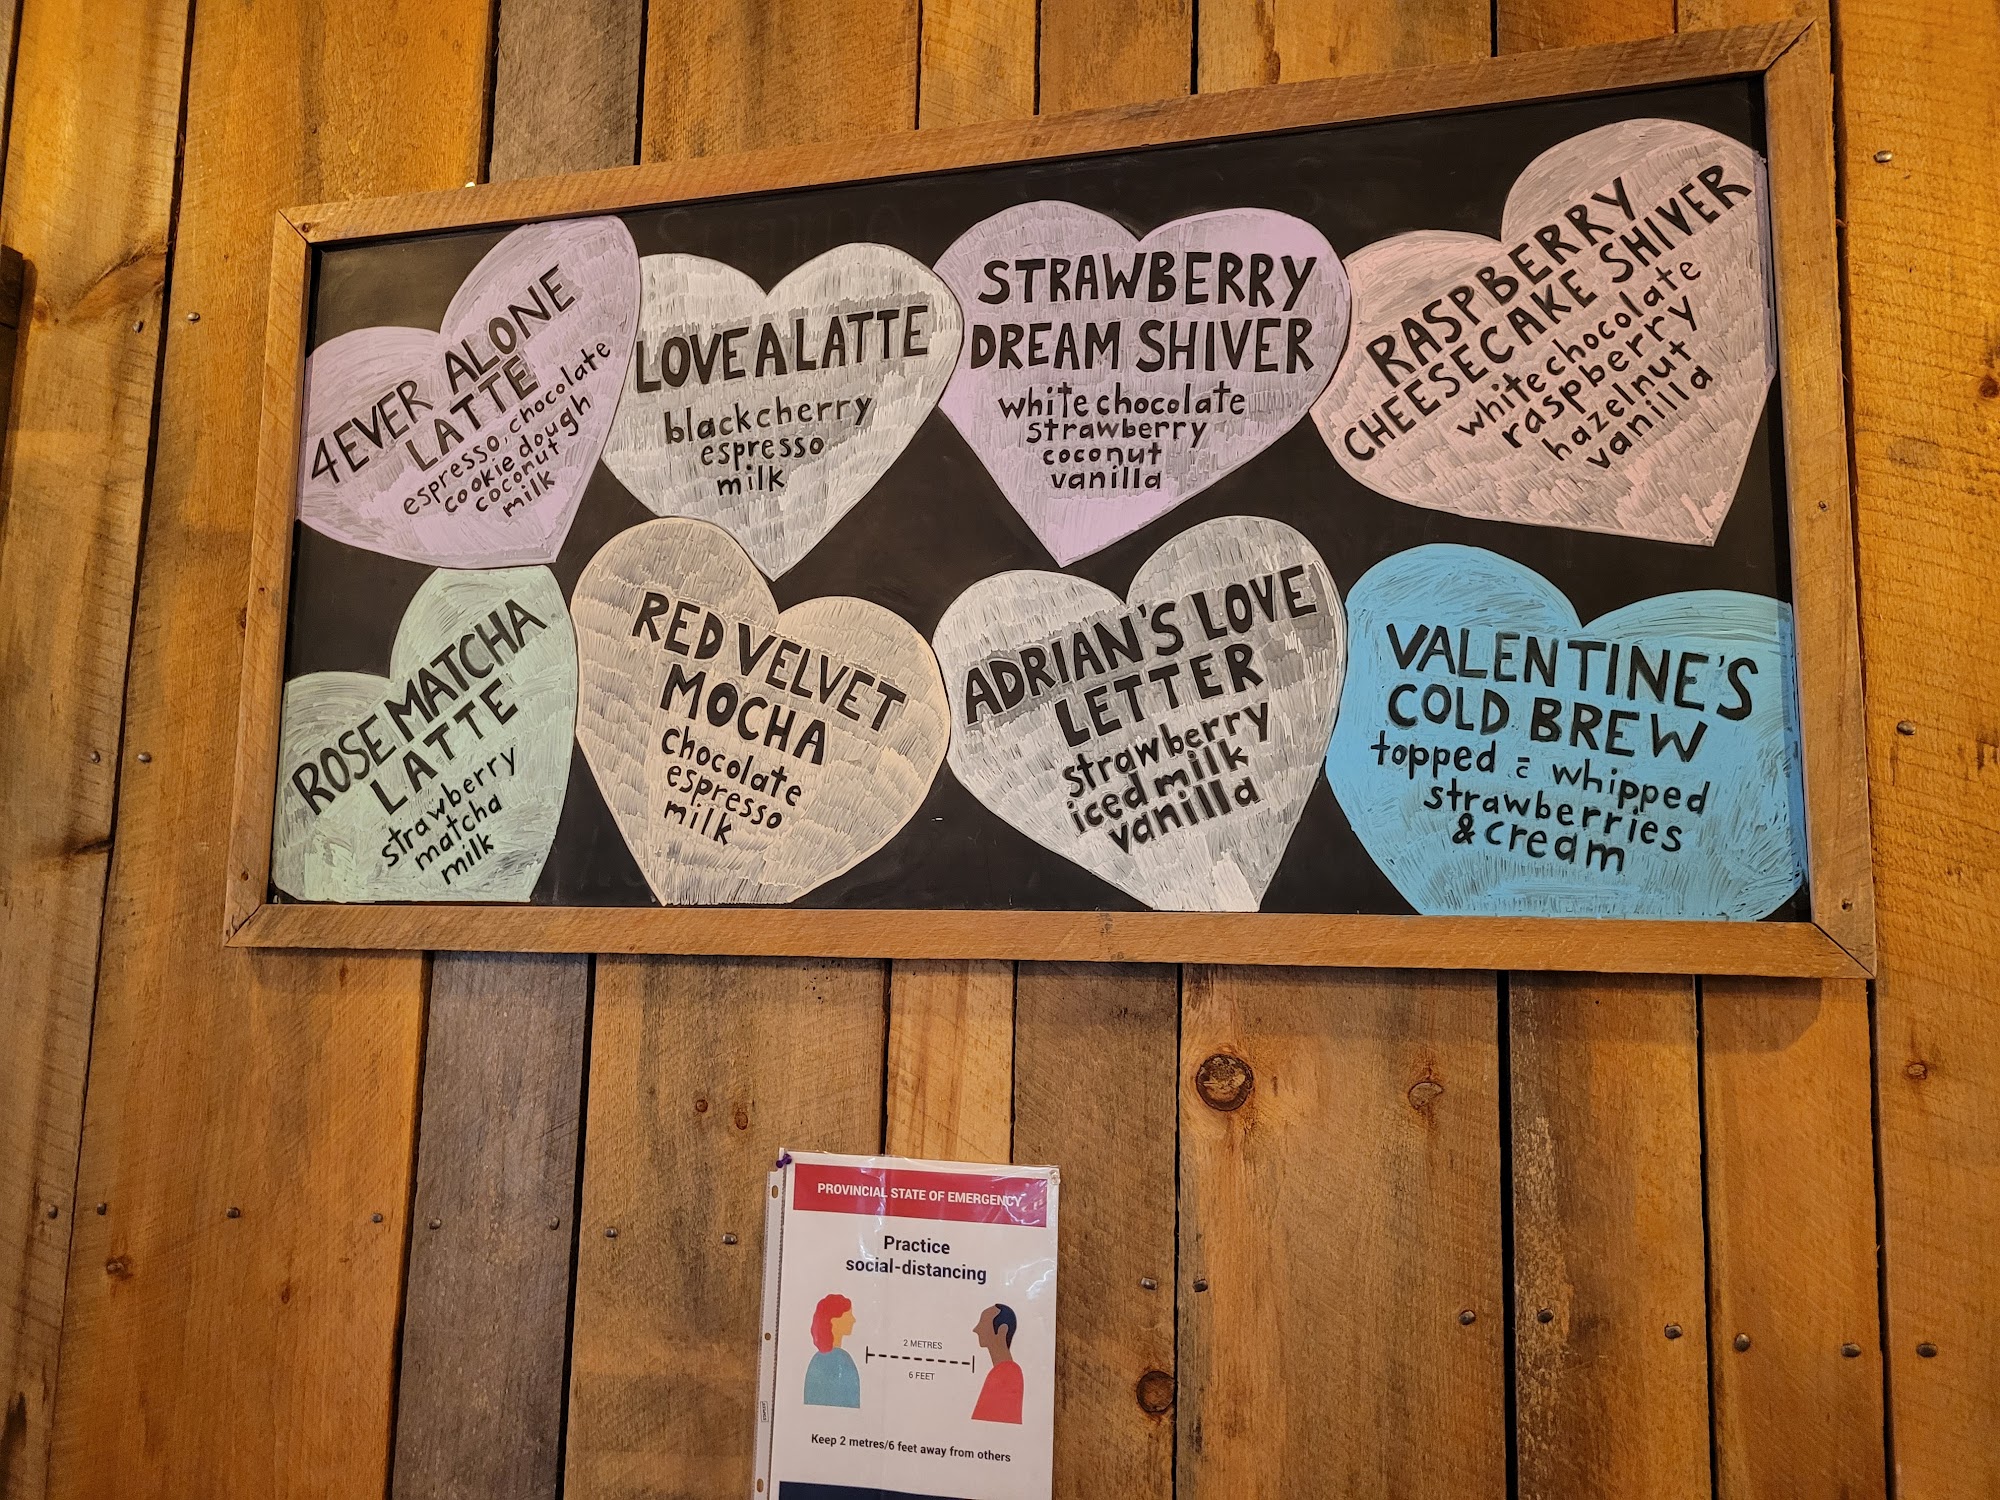 4EVER ALONE
LATTE
espresso, chocolate
cookie dough
coconut
milk
LOVE A LATTE
black cherry
espresso
milk
STRAWBERRY
DREAM SHIVER
white chocolate
strawberry
coconut
vanilla
RASPBERRY
CHEESECAKE SHIVER
white chocolate
raspberry
hazelnut
vanilla
ROSE MATCHA
LATTE
strawberry
matcha
milk
RED VELVET
MOCHA
chocolate
espresso
milk
ADRIAN'S LOVE
LETTER
strawberry
iced milk
vanilla
VALENTINE'S
COLD BREW
topped c̄ whipped
strawberries
& cream
PROVINCIAL STATE OF EMERGENCY
Practice
social-distancing
2 METRES
6 FEET
Keep 2 metres/6 feet away from others